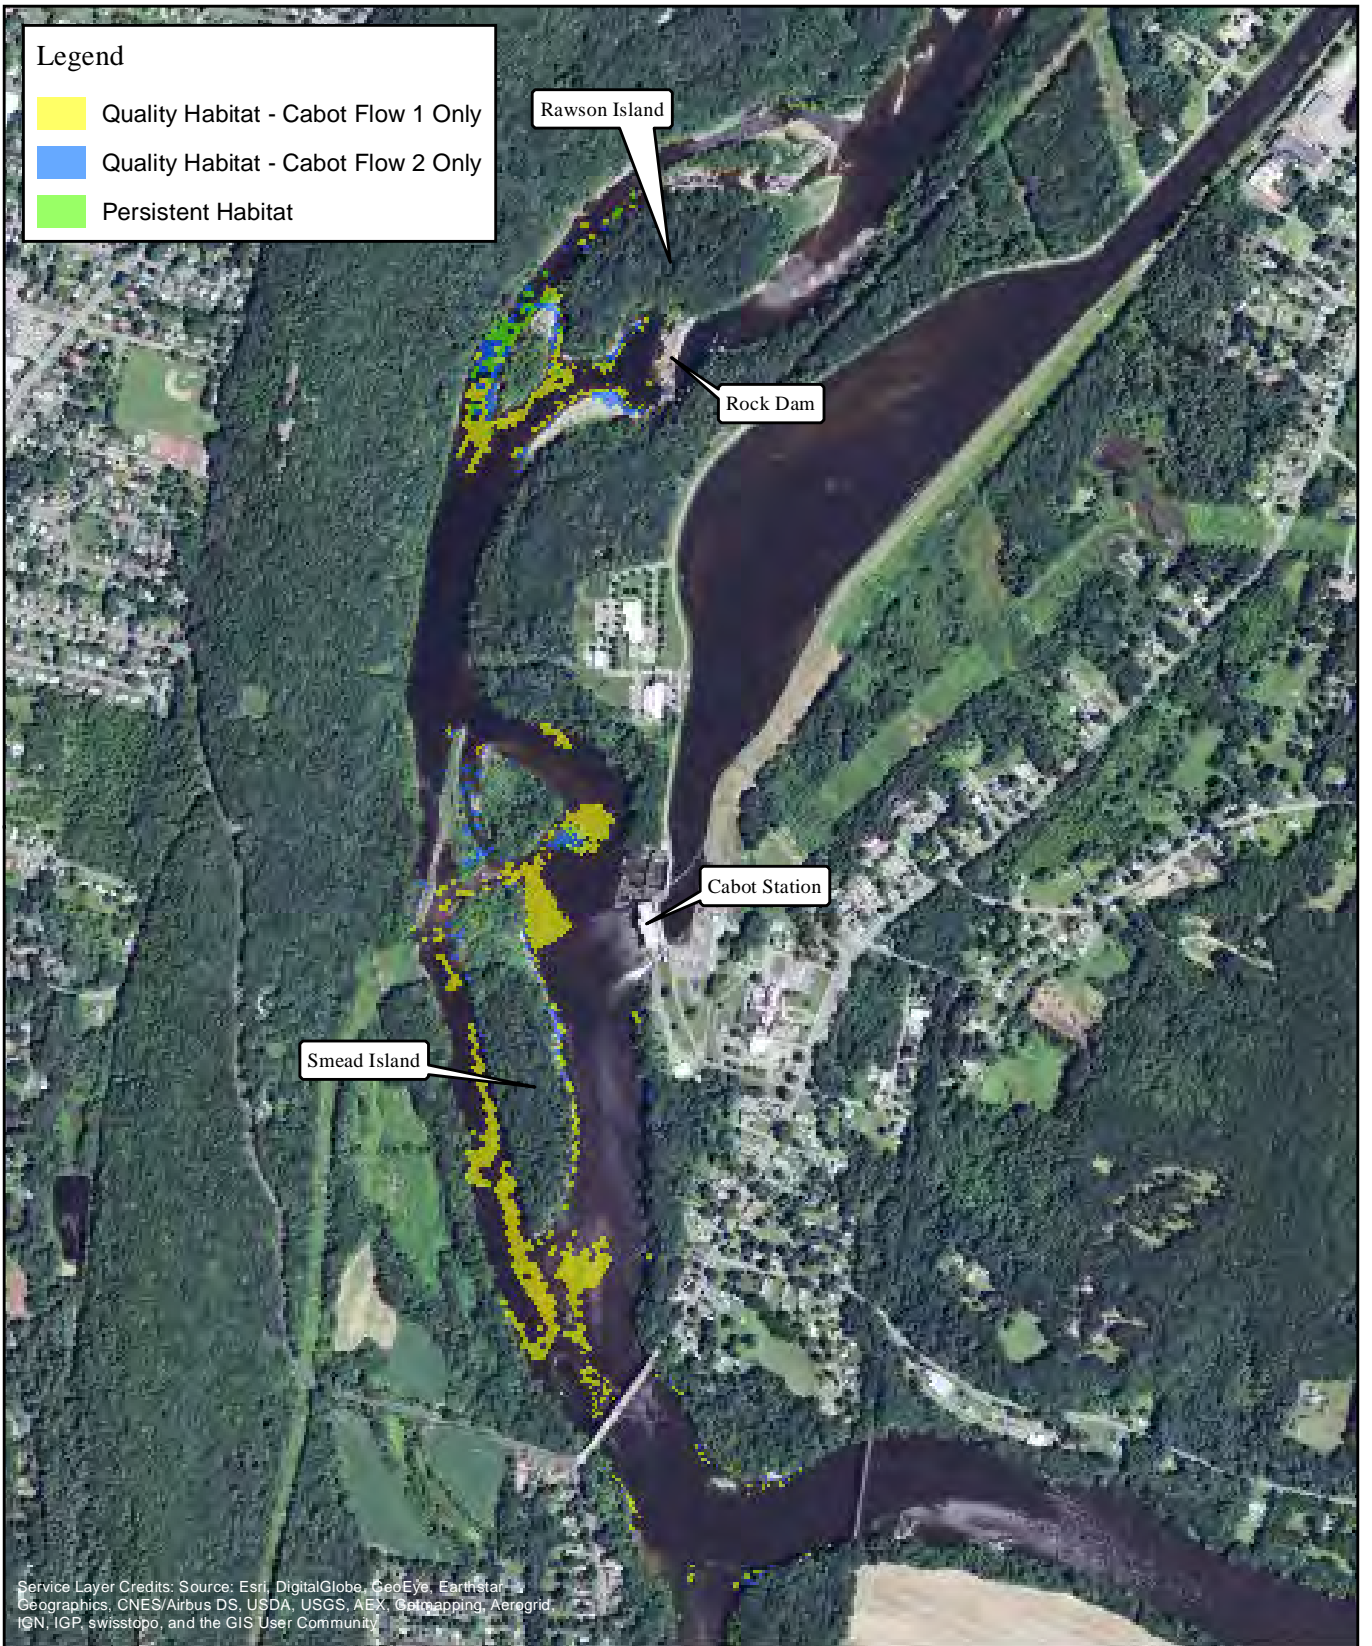 Legend
Quality Habitat - Cabot Flow 1 Only
Quality Habitat - Cabot Flow 2 Only
Persistent Habitat
Rawson Island
Rock Dam
Cabot Station
Smead Island
Service Layer Credits: Source: Esri, DigitalGlobe, GeoEye, Earthstar
Geographics, CNES/Airbus DS, USDA, USGS, AEX, Getmapping, Aerogrid,
IGN, IGP, swisstopo, and the GIS User Community